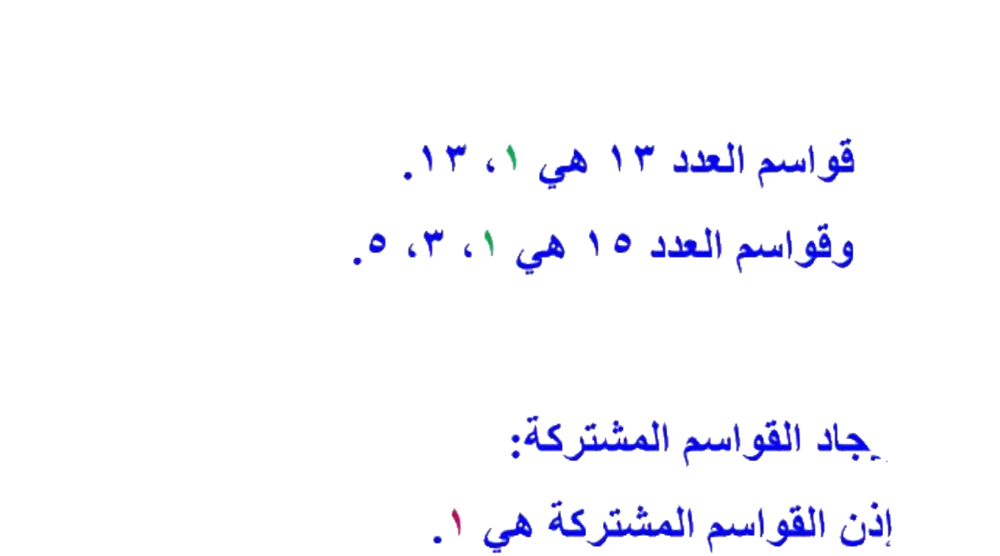 قواسم العدد ١٣ هي ١، ١٣.
وقواسم العدد ١٥ هي ١، ٣، ٥.
القواسم المشتركة:
إذن القواسم المشتركة هي ١.